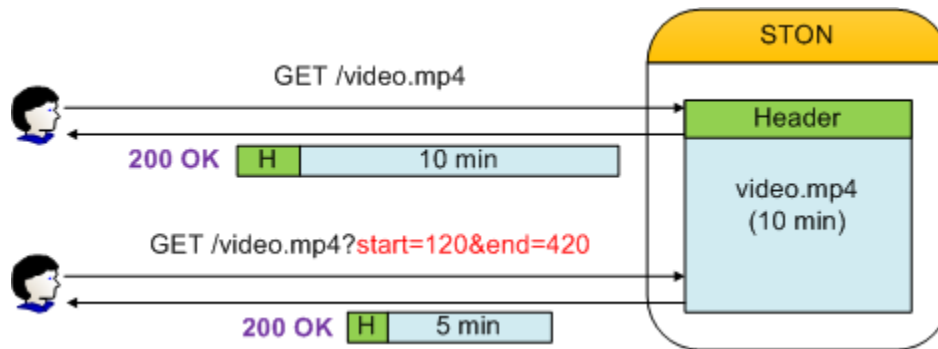 STON
GET /video.mp4
Header
200 OK
H
10 min
video.mp4
(10 min)
GET /video.mp4?start=120&end=420
200 OK
H
5 min